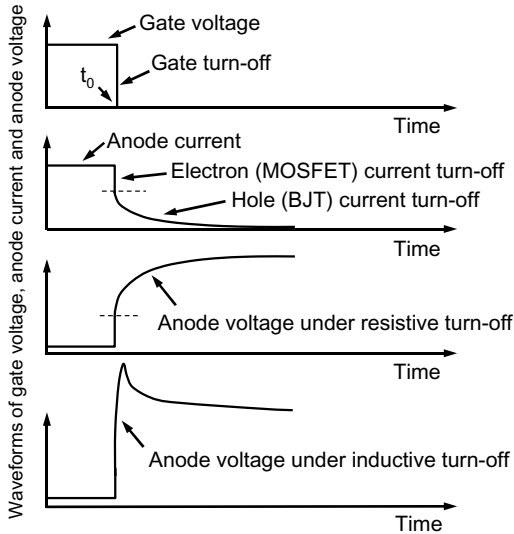 Waveforms of gate voltage, anode current and anode voltage
Gate voltage
t0
Gate turn-off
Time
Anode current
Electron (MOSFET) current turn-off
Hole (BJT) current turn-off
Time
Anode voltage under resistive turn-off
Time
Anode voltage under inductive turn-off
Time